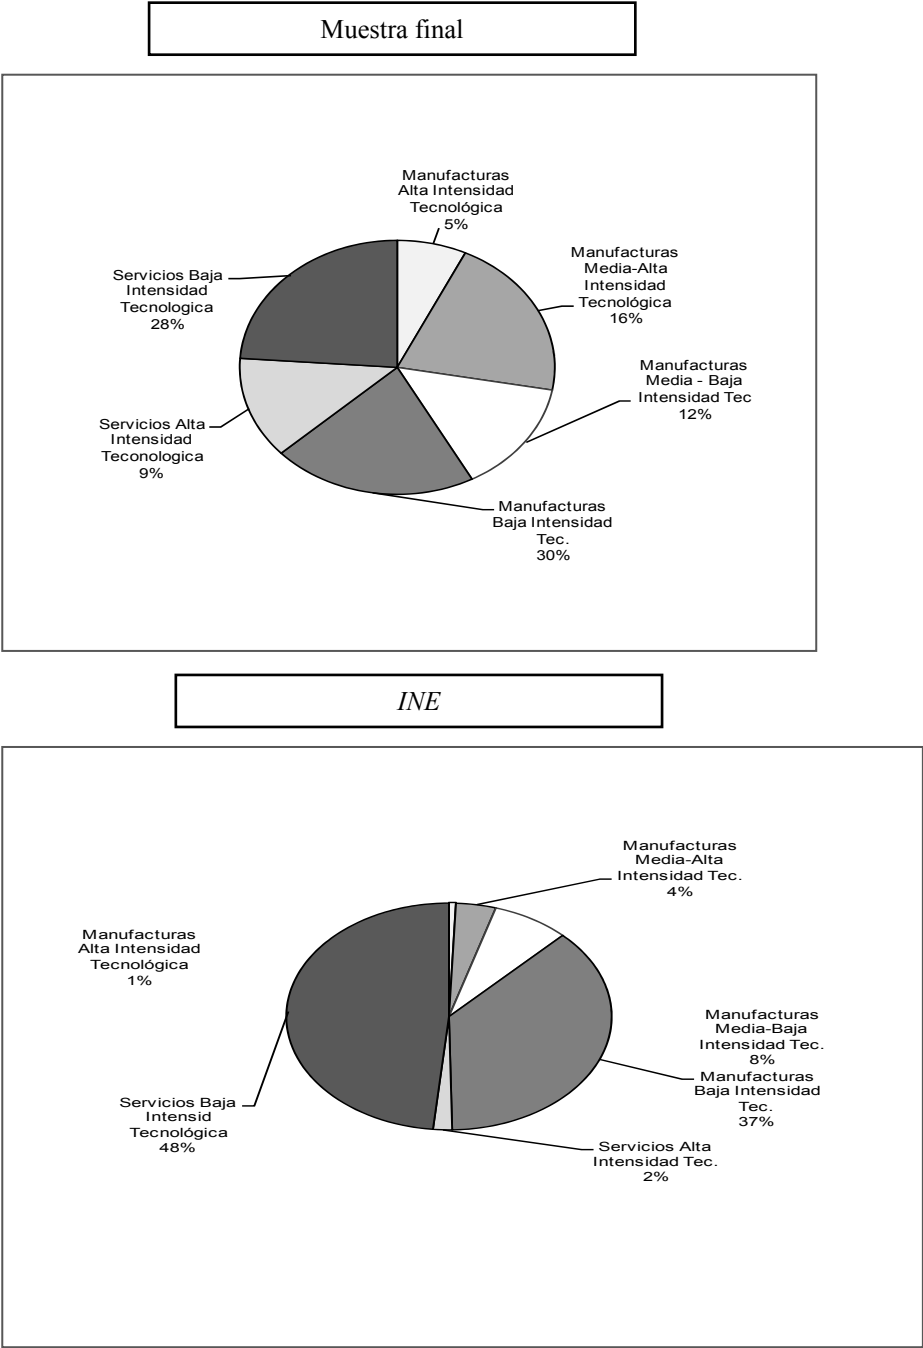 Muestra final
Manufacturas
Alta Intensidad
Tecnológica
5%
Manufacturas
Media-Alta
Intensidad
Tecnológica
16%
Manufacturas
Media - Baja
Intensidad Tec
12%
Manufacturas
Baja Intensidad
Tec.
30%
Servicios Alta
Intensidad
Teconologica
9%
Servicios Baja
Intensidad
Tecnologica
28%
INE
Manufacturas
Media-Alta
Intensidad Tec.
4%
Manufacturas
Alta Intensidad
Tecnológica
1%
Manufacturas
Media-Baja
Intensidad Tec.
8%
Manufacturas
Baja Intensidad
Tec.
37%
Servicios Baja
Intensid
Tecnológica
48%
Servicios Alta
Intensidad Tec.
2%